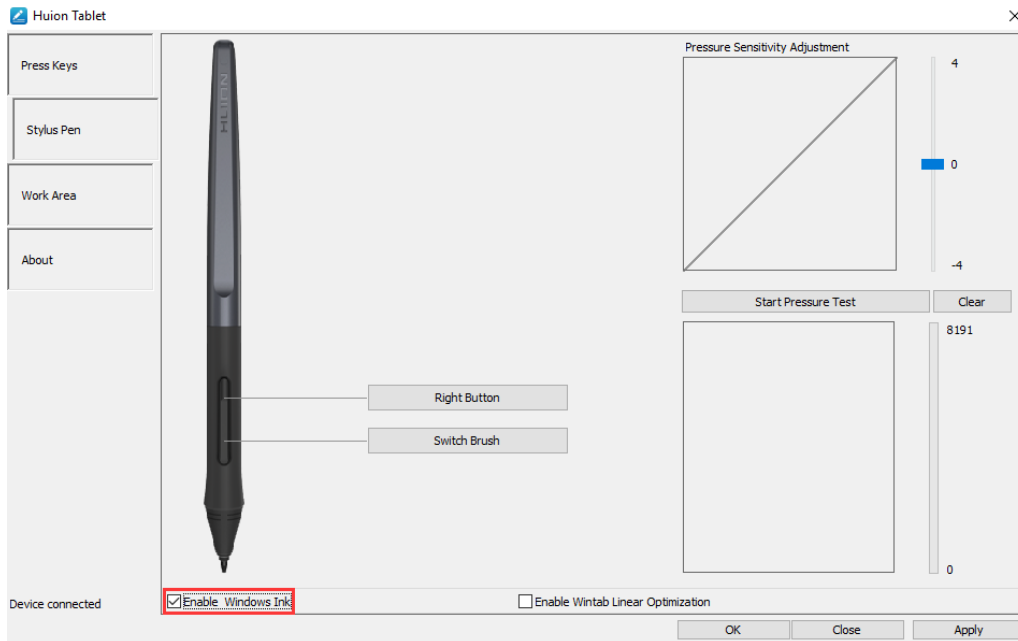 Huion Tablet
Press Keys
Stylus Pen
Work Area
About
Device connected
HUION
Right Button
Switch Brush
Pressure Sensitivity Adjustment
4
0
-4
Start Pressure Test
Clear
8191
0
Enable Windows Ink
Enable Wintab Linear Optimization
OK
Close
Apply